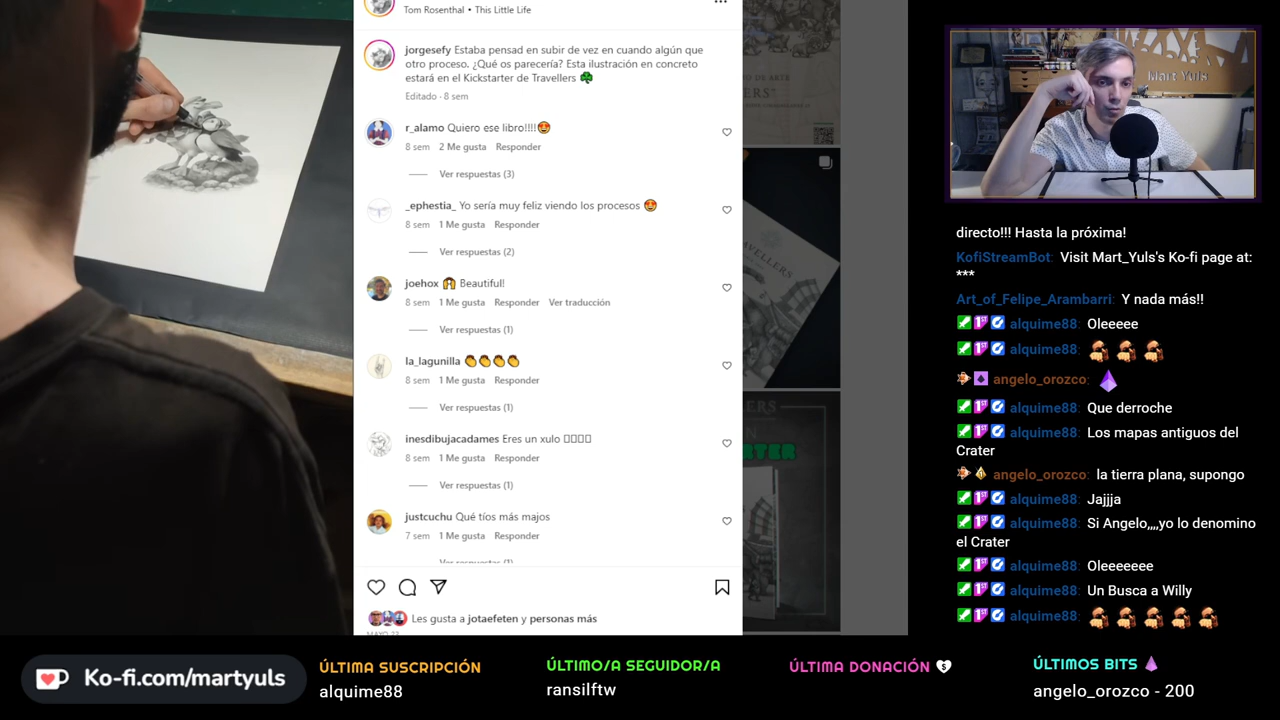 Tom Rosenthal • This Little Life
jorgesefy Estaba pensad en subir de vez en cuando algún que
otro proceso. ¿Qué os parecería? Esta ilustración en concreto
estará en el Kickstarter de Travellers
Editado · 8 sem
r_alamo Quiero ese libro!!!!
8 sem 2 Me gusta Responder
Ver respuestas (3)
_ephestia_ Yo sería muy feliz viendo los procesos
8 sem 1 Me gusta Responder
Ver respuestas (2)
joehox Beautiful!
8 sem 1 Me gusta Responder Ver traducción
Ver respuestas (1)
la_lagunilla
8 sem 1 Me gusta Responder
Ver respuestas (1)
inesdibujacadames Eres un xulo
8 sem 1 Me gusta Responder
Ver respuestas (1)
justcuchu Qué tíos más majos
7 sem 1 Me gusta Responder
Ver respuestas (1)
Les gusta a jotaefeten y personas más
MAYO 23
Mart Yuls
directo!!! Hasta la próxima!
KofiStreamBot: Visit Mart_Yuls's Ko-fi page at:
***
Art_of_Felipe_Arambarri: Y nada más!!
alquime88: Oleeeee
alquime88:
angelo_orozco:
alquime88: Que derroche
alquime88: Los mapas antiguos del
Crater
angelo_orozco: la tierra plana, supongo
alquime88: Jajjja
alquime88: Si Angelo,,,,yo lo denomino
el Crater
alquime88: Oleeeeeee
alquime88: Un Busca a Willy
alquime88:
Ko-fi.com/martyuls
ÚLTIMA SUSCRIPCIÓN
alquime88
ÚLTIMO/A SEGUIDOR/A
ransilftw
ÚLTIMA DONACIÓN
ÚLTIMOS BITS
angelo_orozco - 200